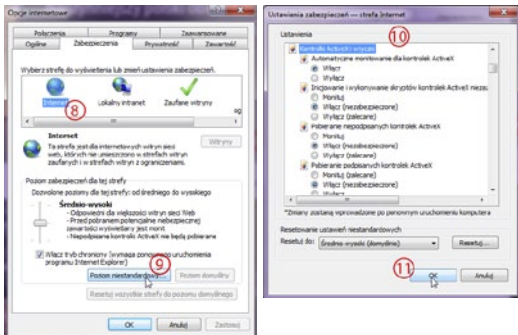 Opcje internetowe
Połączenia Programy Zaawansowane
Ogólne Zabezpieczenia Prywatność Zawartość
Wybierz strefę do wyświetlenia lub zmień ustawienia zabezpieczeń.
Internet Lokalny intranet Zaufane witryny
8
Internet
Ta strefa jest dla internetowych witryn sieci
web, których nie umieszczono w strefach witryn
zaufanych i w strefach witryn z ograniczeniami.
Witryny
Poziom zabezpieczeń dla tej strefy
Dozwolone poziomy dla tej strefy: od średniego do wysokiego
Średnio-wysoki
- Odpowiedni dla większości witryn sieci Web
- Przed pobraniem potencjalnie niebezpiecznej
zawartości wyświetlany jest monit
- Niepodpisane kontrolki ActiveX nie będą pobierane
Włącz tryb chroniony (wymaga ponownego uruchomienia
programu Internet Explorer)
9
Poziom niestandardowy... Poziom domyślny
Resetuj wszystkie strefy do poziomu domyślnego
OK Anuluj Zastosuj
Ustawienia zabezpieczeń — strefa Internet
Ustawienia
10
Kontrolki ActiveX i wtyczki
Automatyczne monitowanie dla kontrolek ActiveX
Włącz
Wyłącz
Inicjowanie i wykonywanie skryptów kontrolek ActiveX niezaz
Monituj
Włącz (niezabezpieczone)
Wyłącz (zalecane)
Pobieranie niepodpisanych kontrolek ActiveX
Monituj
Włącz (niezabezpieczone)
Wyłącz (zalecane)
Pobieranie podpisanych kontrolek ActiveX
Monituj (zalecane)
Włącz (niezabezpieczone)
*Zmiany zostaną wprowadzone po ponownym uruchomieniu komputera
Resetowanie ustawień niestandardowych
Resetuj do: Średnio-wysoki (domyślnie) Resetuj...
11
OK Anuluj